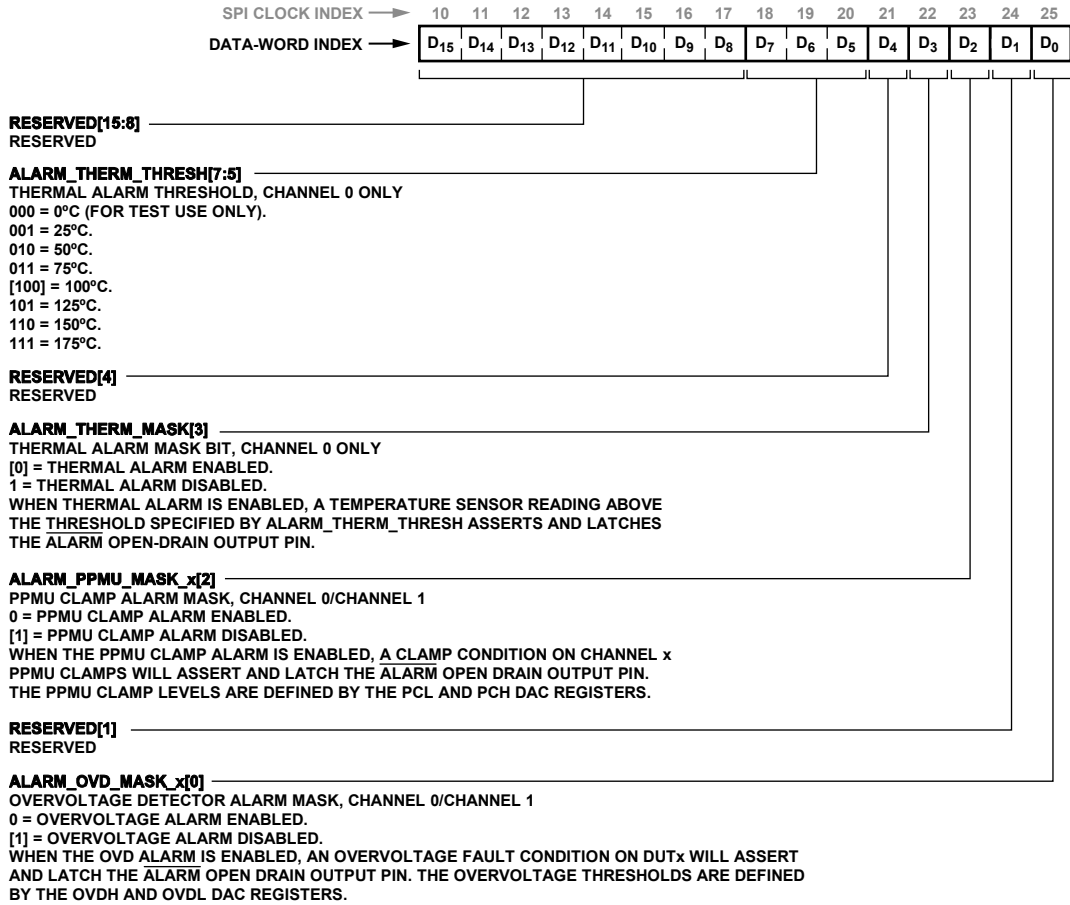 SPI CLOCK INDEX 10 11 12 13 14 15 16 17 18 19 20 21 22 23 24 25
DATA-WORD INDEX D15 D14 D13 D12 D11 D10 D9 D8 D7 D6 D5 D4 D3 D2 D1 D0
RESERVED[15:8]
RESERVED
ALARM_THERM_THRESH[7:5]
THERMAL ALARM THRESHOLD, CHANNEL 0 ONLY
000 = 0ºC (FOR TEST USE ONLY).
001 = 25ºC.
010 = 50ºC.
011 = 75ºC.
[100] = 100ºC.
101 = 125ºC.
110 = 150ºC.
111 = 175ºC.
RESERVED[4]
RESERVED
ALARM_THERM_MASK[3]
THERMAL ALARM MASK BIT, CHANNEL 0 ONLY
[0] = THERMAL ALARM ENABLED.
1 = THERMAL ALARM DISABLED.
WHEN THERMAL ALARM IS ENABLED, A TEMPERATURE SENSOR READING ABOVE
THE THRESHOLD SPECIFIED BY ALARM_THERM_THRESH ASSERTS AND LATCHES
THE ALARM OPEN-DRAIN OUTPUT PIN.
ALARM_PPMU_MASK_x[2]
PPMU CLAMP ALARM MASK, CHANNEL 0/CHANNEL 1
0 = PPMU CLAMP ALARM ENABLED.
[1] = PPMU CLAMP ALARM DISABLED.
WHEN THE PPMU CLAMP ALARM IS ENABLED, A CLAMP CONDITION ON CHANNEL x
PPMU CLAMPS WILL ASSERT AND LATCH THE ALARM OPEN DRAIN OUTPUT PIN.
THE PPMU CLAMP LEVELS ARE DEFINED BY THE PCL AND PCH DAC REGISTERS.
RESERVED[1]
RESERVED
ALARM_OVD_MASK_x[0]
OVERVOLTAGE DETECTOR ALARM MASK, CHANNEL 0/CHANNEL 1
0 = OVERVOLTAGE ALARM ENABLED.
[1] = OVERVOLTAGE ALARM DISABLED.
WHEN THE OVD ALARM IS ENABLED, AN OVERVOLTAGE FAULT CONDITION ON DUTx WILL ASSERT
AND LATCH THE ALARM OPEN DRAIN OUTPUT PIN. THE OVERVOLTAGE THRESHOLDS ARE DEFINED
BY THE OVDH AND OVDL DAC REGISTERS.